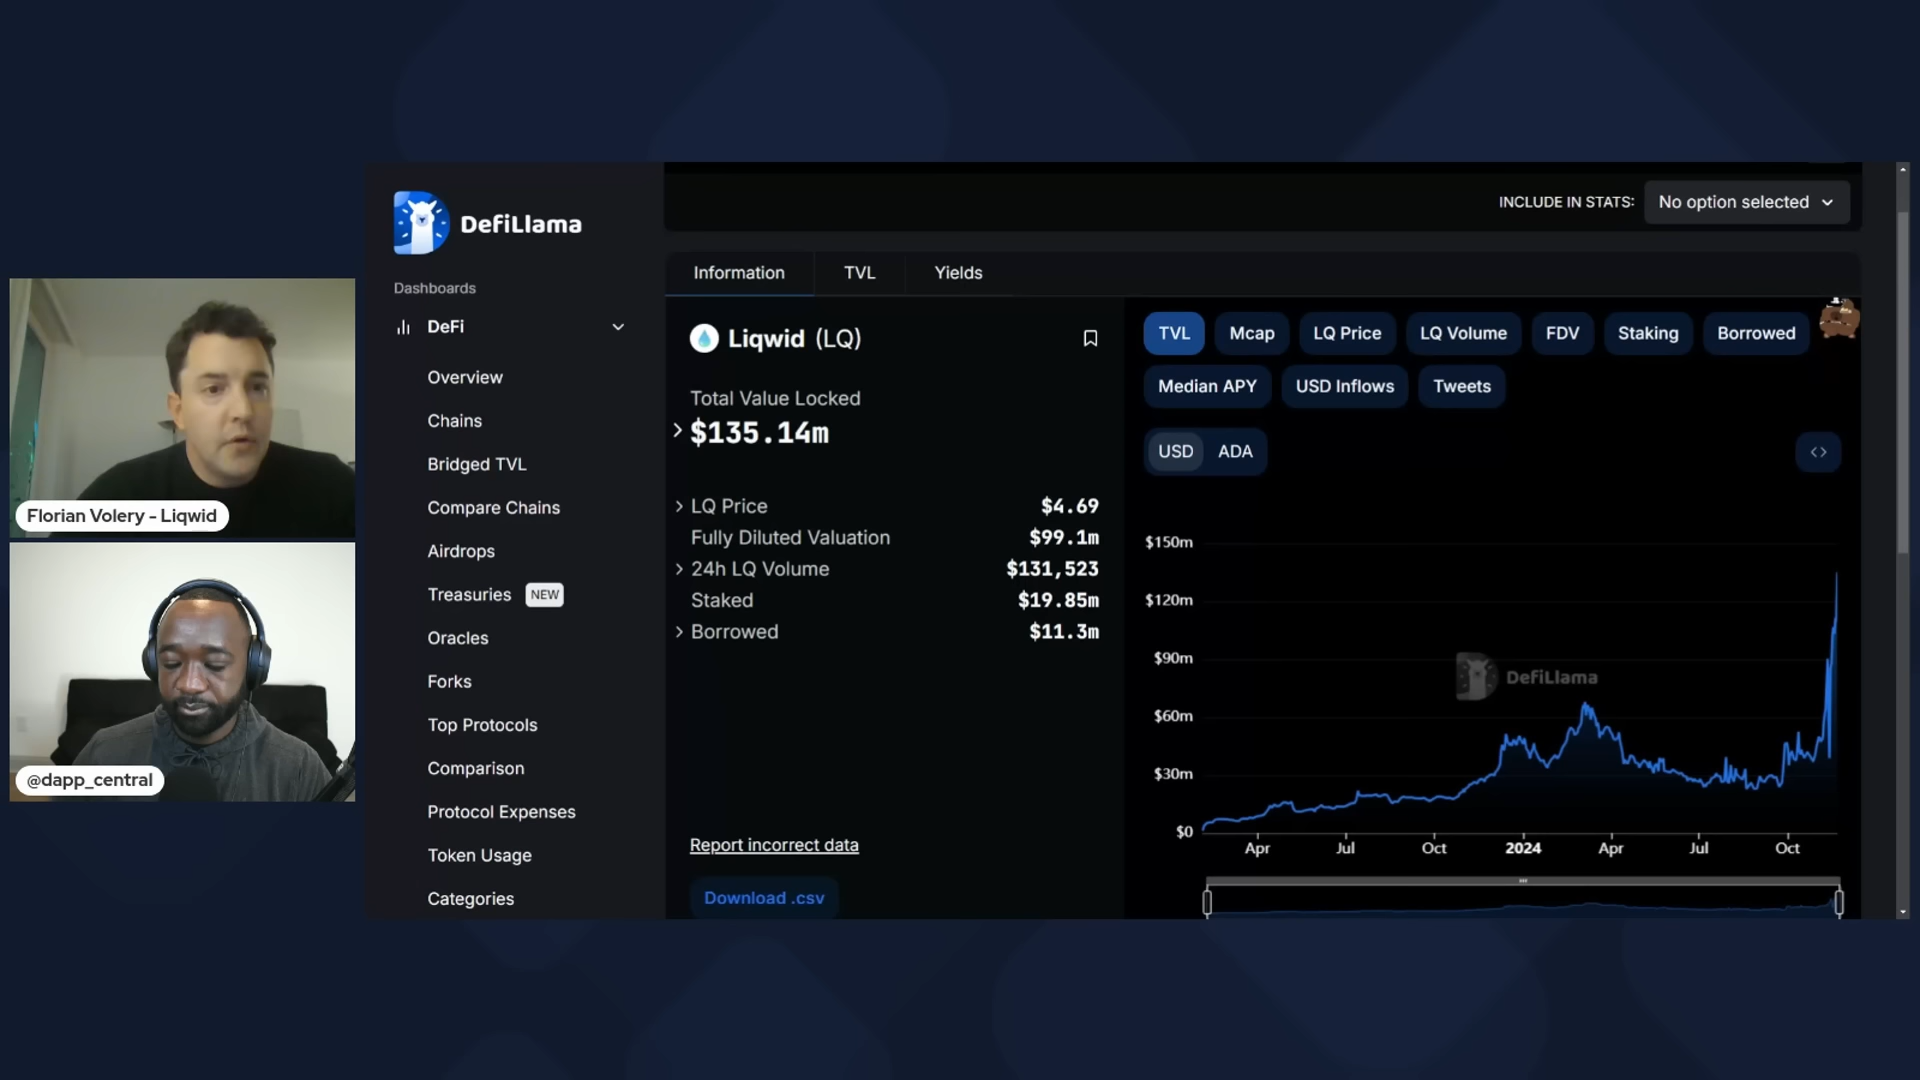 DefiLlama
Dashboards
DeFi
Overview
Chains
Bridged TVL
Compare Chains
Airdrops
Treasuries NEW
Oracles
Forks
Top Protocols
Comparison
Protocol Expenses
Token Usage
Categories
Florian Volery - Liqwid
@dapp_central
INCLUDE IN STATS: No option selected
Information TVL Yields
Liqwid (LQ)
Total Value Locked
$135.14m
LQ Price $4.69
Fully Diluted Valuation $99.1m
24h LQ Volume $131,523
Staked $19.85m
Borrowed $11.3m
Report incorrect data
Download .csv
TVL Mcap LQ Price LQ Volume FDV Staking Borrowed
Median APY USD Inflows Tweets
USD ADA
$150m
$120m
$90m
$60m
$30m
$0
DefiLlama
Apr Jul Oct 2024 Apr Jul Oct